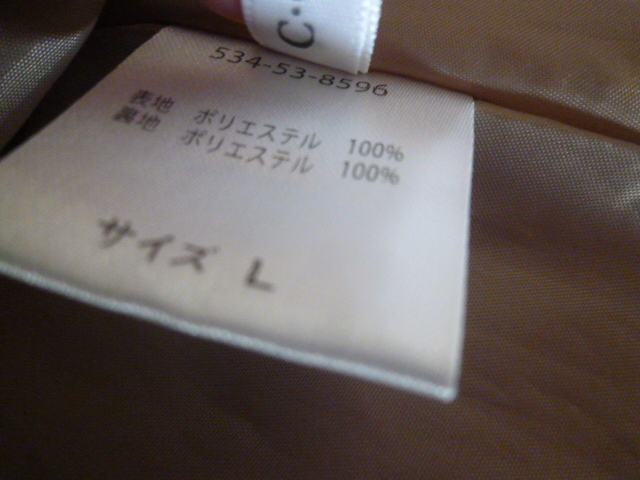 C·
534-53-8596
表地 ポリエステル 100%
裏地 ポリエステル 100%
サイズ L